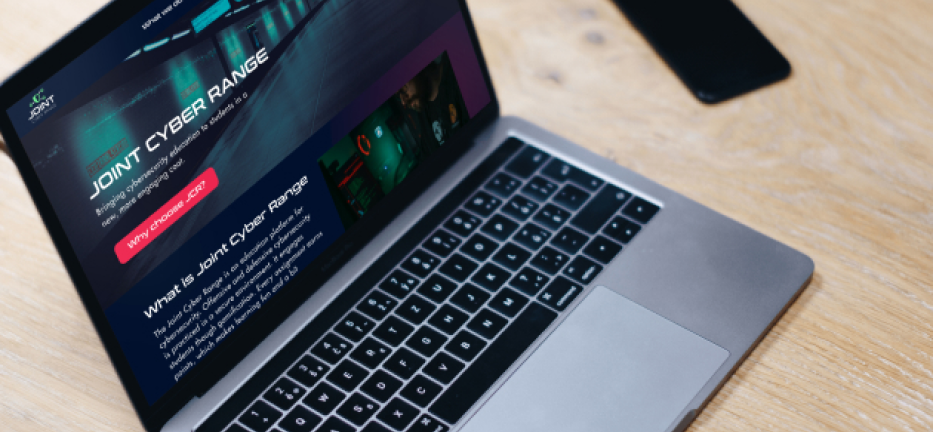 What we do
JOINT
JOINT CYBER RANGE
Bringing cybersecurity education to students in a
new, more engaging coat.
Why choose JCR?
What is Joint Cyber Range
The Joint Cyber Range is an education platform for
cybersecurity. Offensive and defensive cybersecurity
is practiced in a secure environment. It engages
students though gamification. Every assignment earns
points, which makes learning fun and a bit